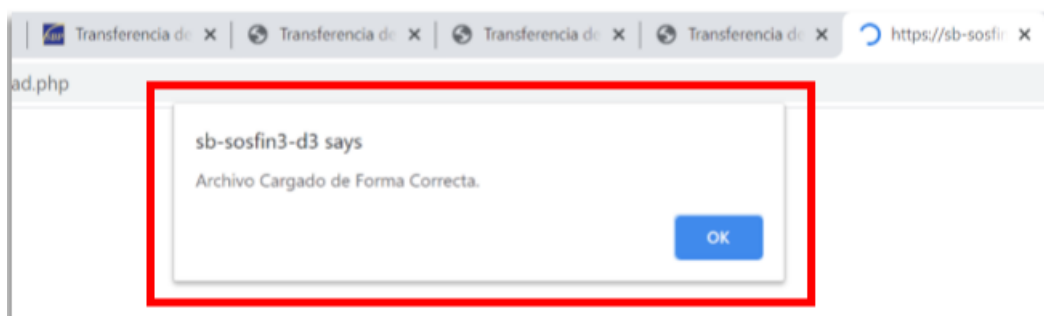 SBP Transferencia de Transferencia de Transferencia de Transferencia de https://sb-sosfin
ad.php
sb-sosfin3-d3 says
Archivo Cargado de Forma Correcta.
OK